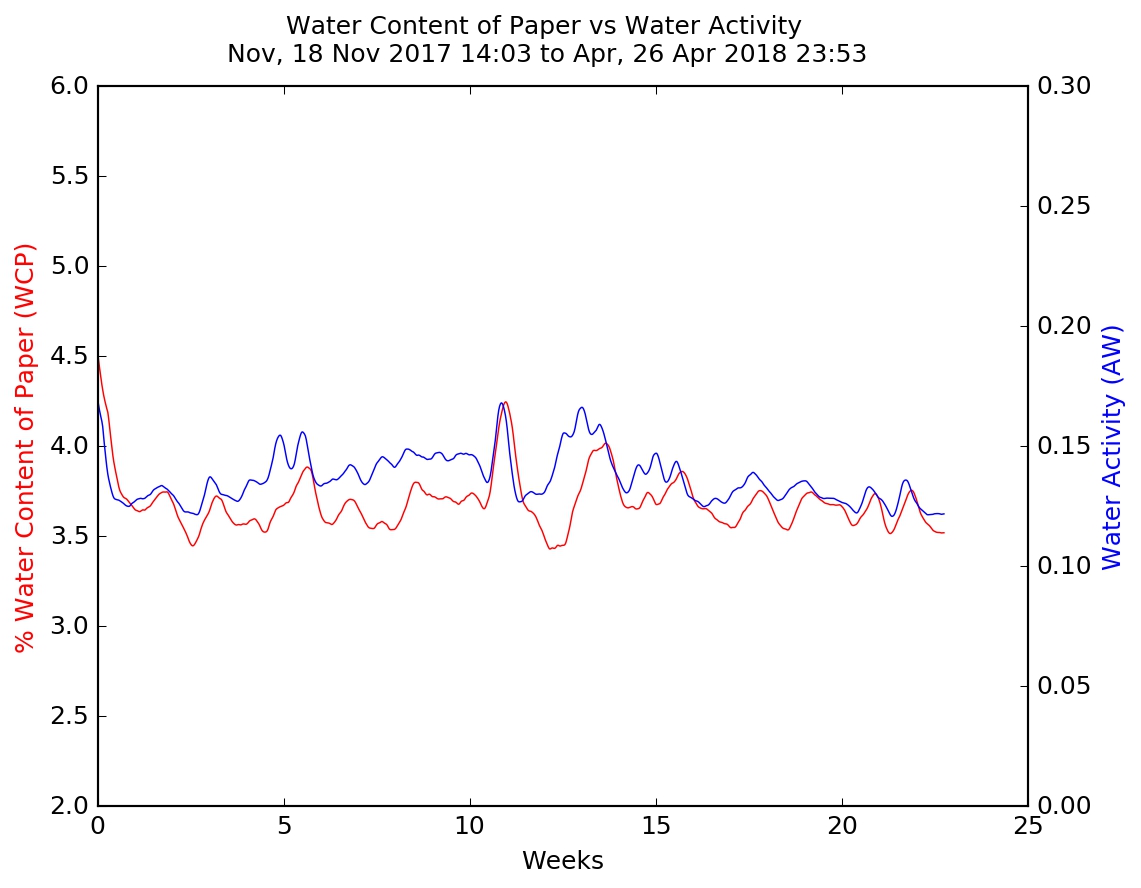 Water Content of Paper vs Water Activity
Nov, 18 Nov 2017 14:03 to Apr, 26 Apr 2018 23:53
6.0
5.5
5.0
4.5
4.0
3.5
3.0
2.5
2.0
% Water Content of Paper (WCP)
0.30
0.25
0.20
0.15
0.10
0.05
0.00
Water Activity (AW)
0 5 10 15 20 25
Weeks